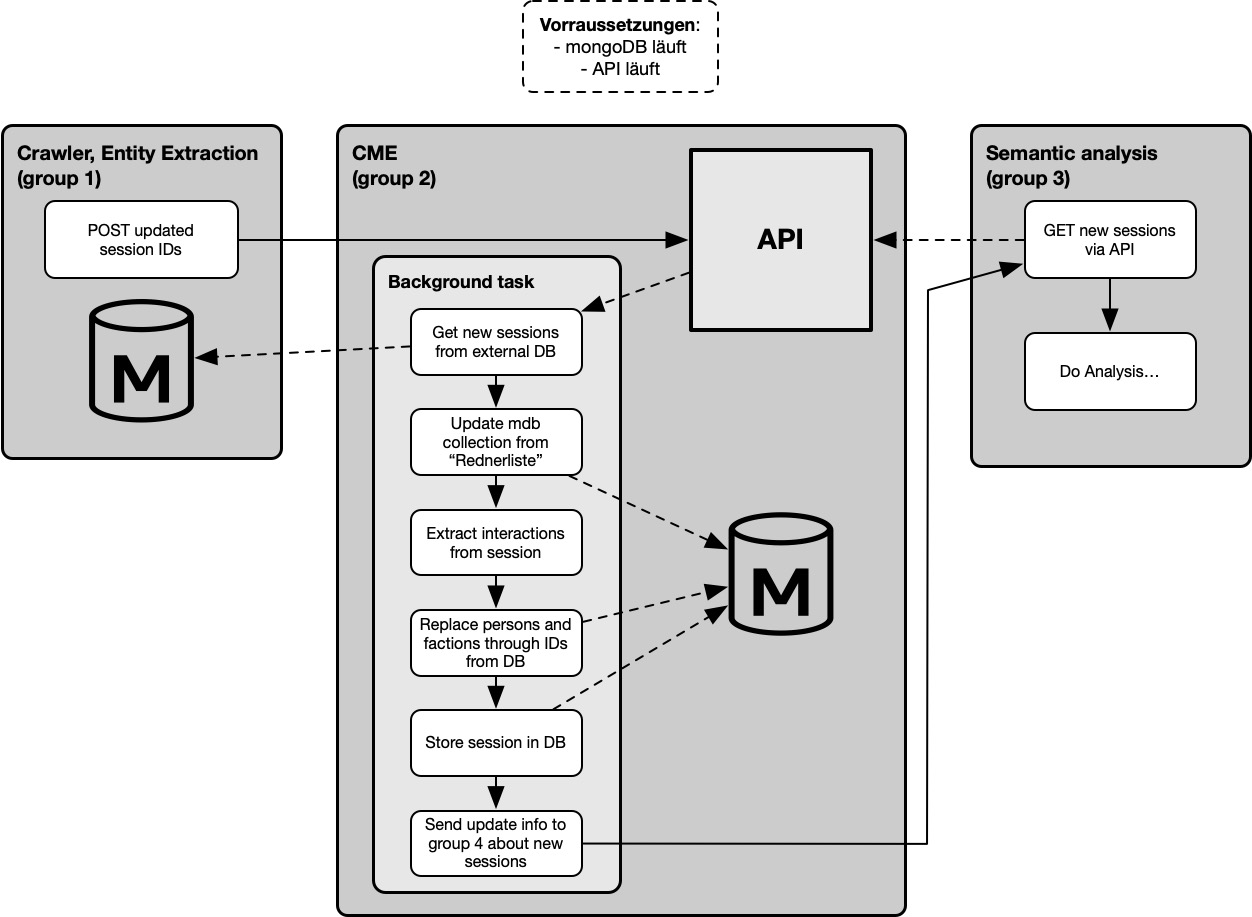 Vorraussetzungen:
- mongoDB läuft
- API läuft
Crawler, Entity Extraction
(group 1)
POST updated
session IDs
M
CME
(group 2)
API
Background task
Get new sessions
from external DB
Update mdb
collection from
“Rednerliste”
Extract interactions
from session
Replace persons and
factions through IDs
from DB
Store session in DB
Send update info to
group 4 about new
sessions
M
Semantic analysis
(group 3)
GET new sessions
via API
Do Analysis…